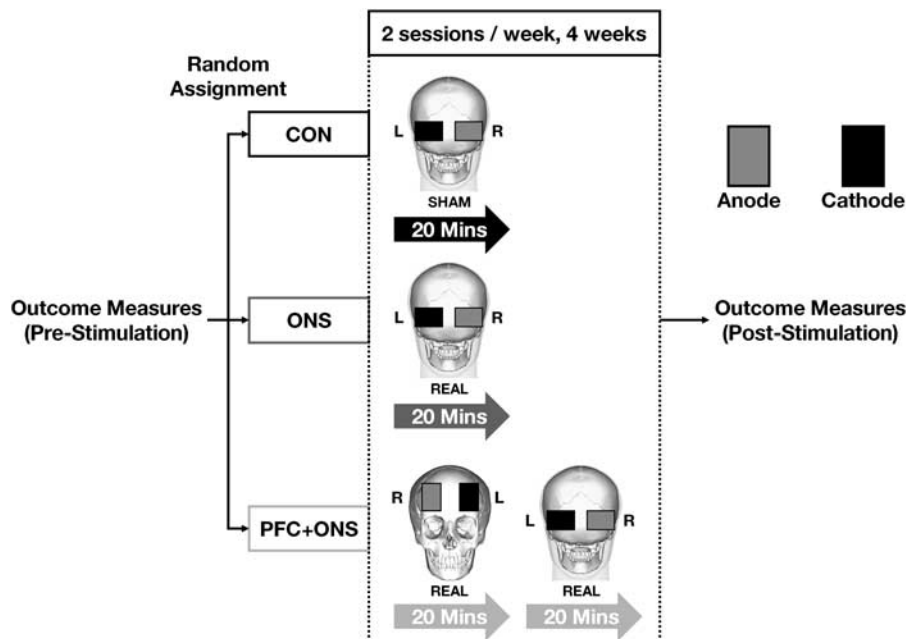 2 sessions / week, 4 weeks
Random
Assignment
CON
L
R
SHAM
20 Mins
Anode
Cathode
Outcome Measures
(Pre-Stimulation)
ONS
L
R
REAL
20 Mins
Outcome Measures
(Post-Stimulation)
PFC+ONS
R
L
REAL
20 Mins
L
R
REAL
20 Mins